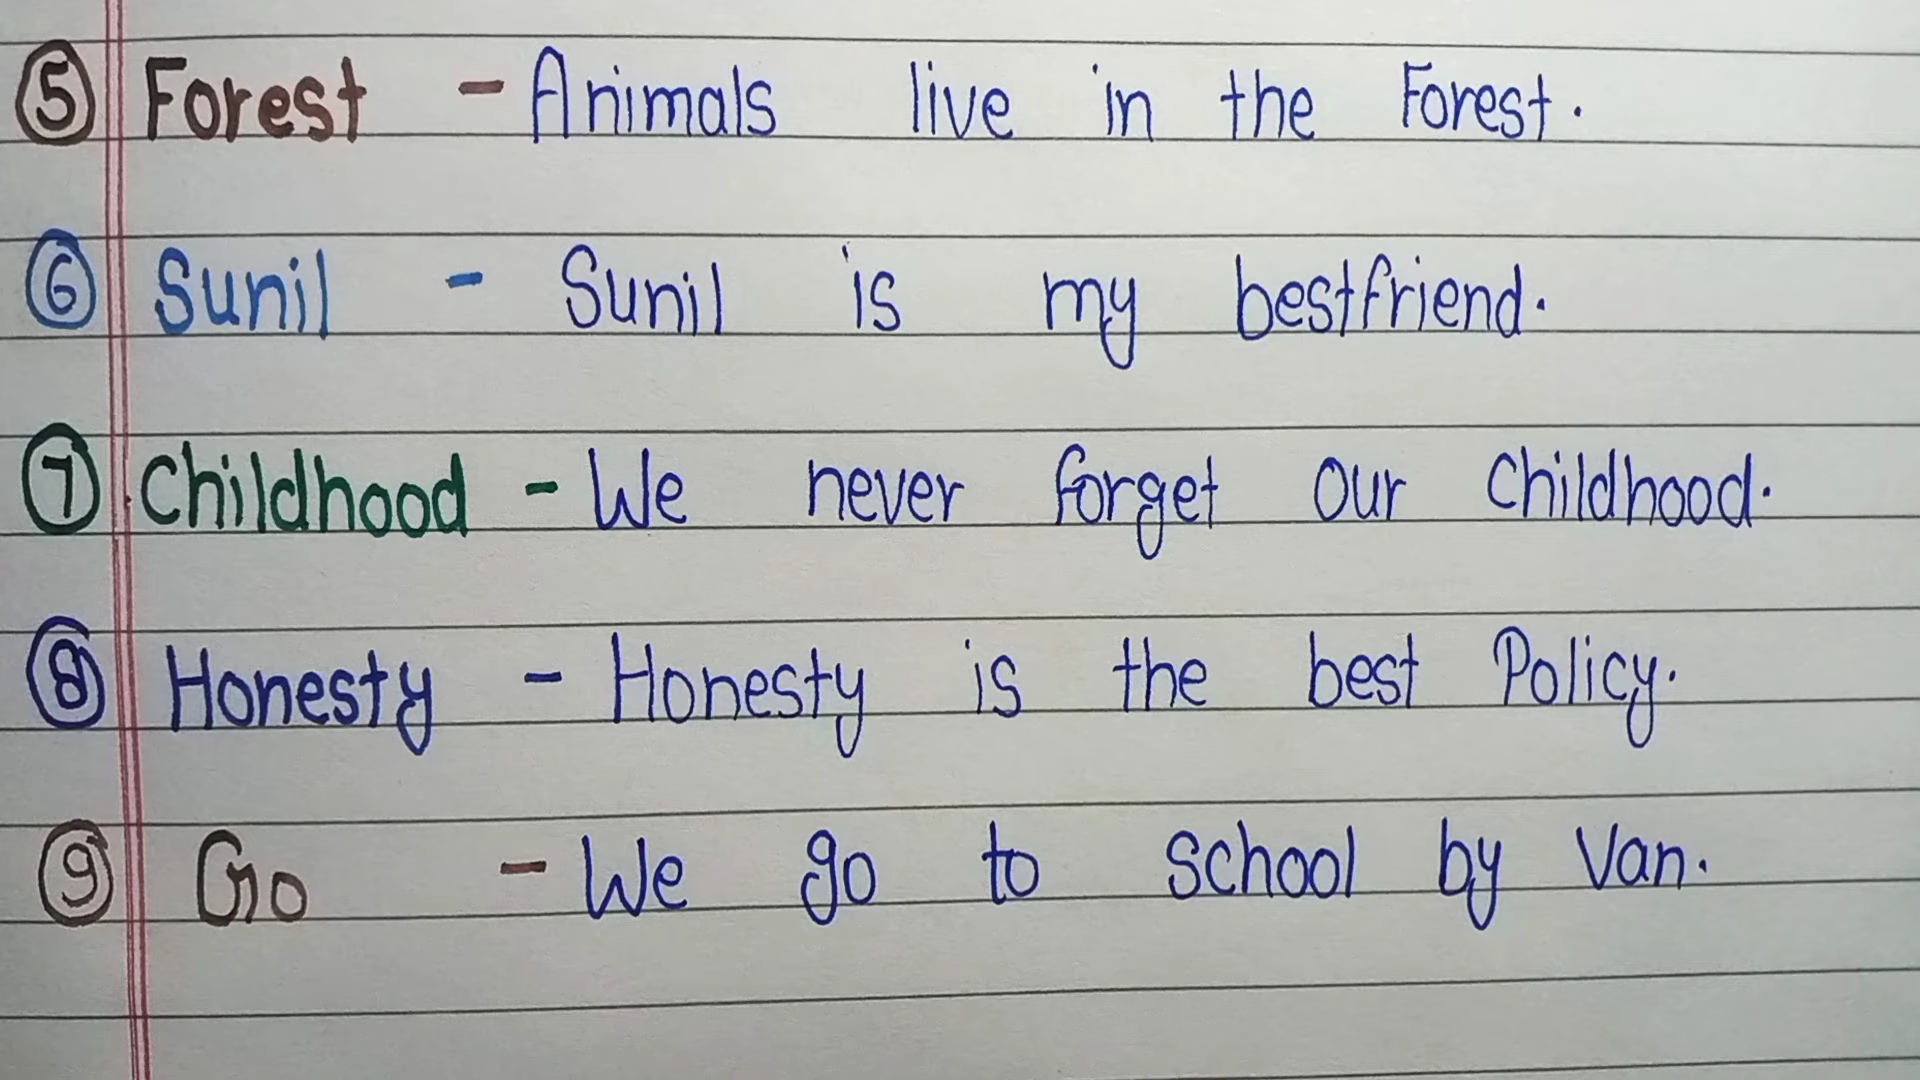 ⑤ Forest - Animals live in the Forest.
⑥ Sunil - Sunil is my bestfriend.
⑦ Childhood - We never forget our childhood.
⑧ Honesty - Honesty is the best Policy.
⑨ Go - We go to school by Van.